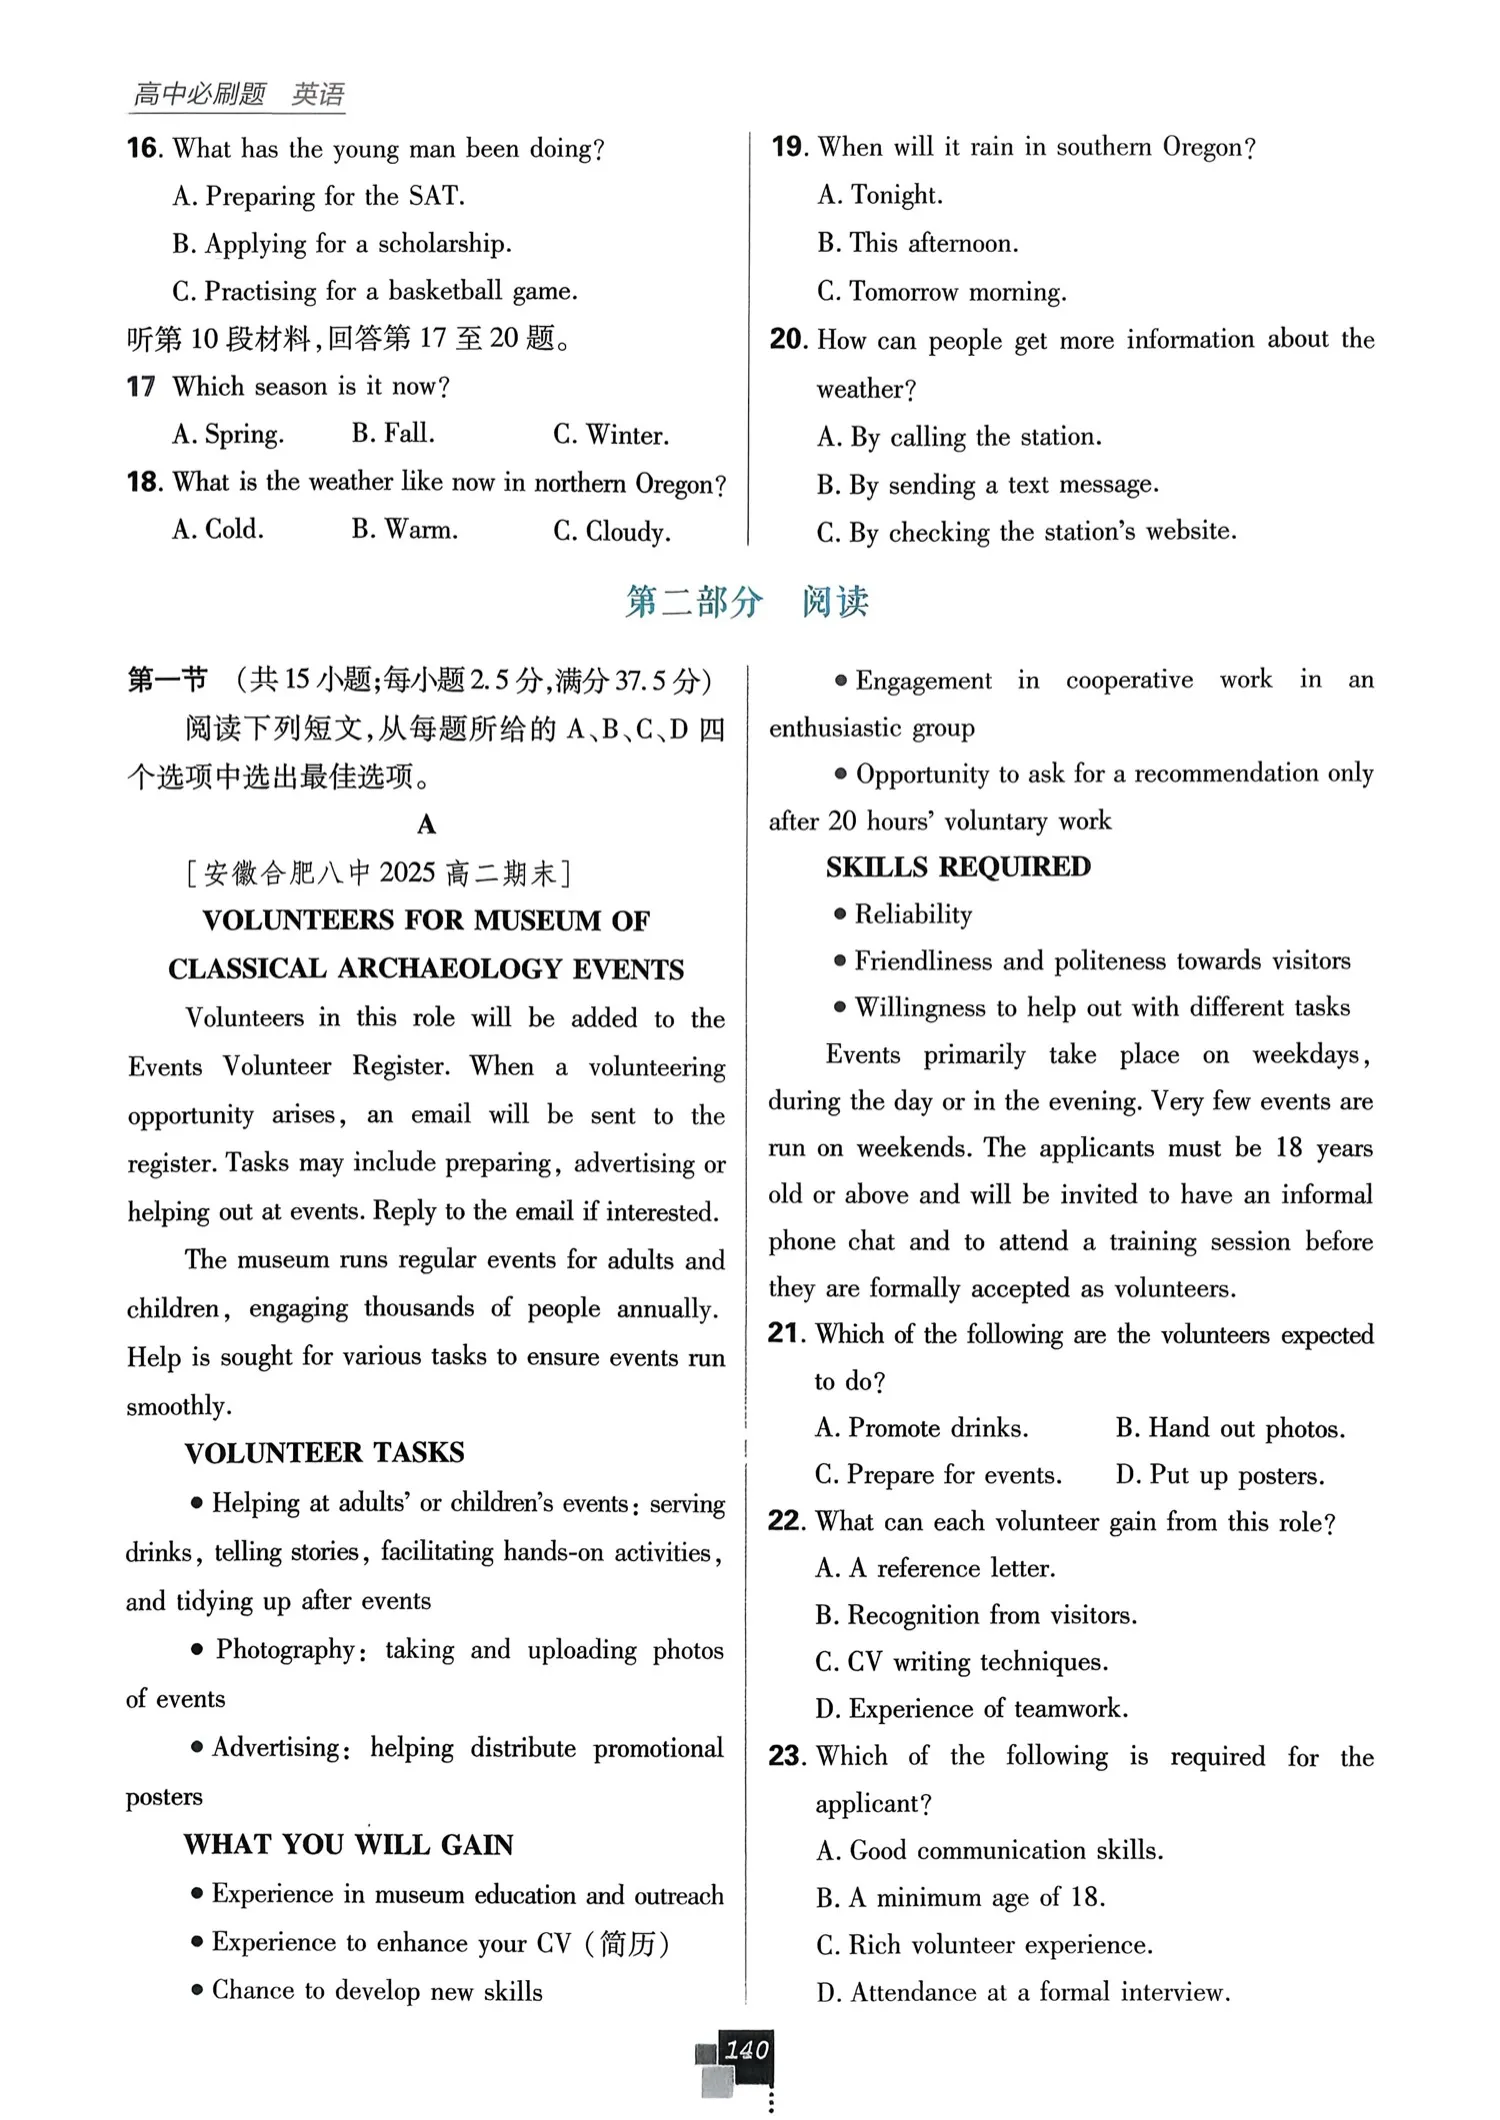 高中必刷题 英语
16. What has the young man been doing?
A. Preparing for the SAT.
B. Applying for a scholarship.
C. Practising for a basketball game.
听第 10 段材料,回答第 17 至 20 题。
17 Which season is it now?
A. Spring. B. Fall. C. Winter.
18. What is the weather like now in northern Oregon?
A. Cold. B. Warm. C. Cloudy.
19. When will it rain in southern Oregon?
A. Tonight.
B. This afternoon.
C. Tomorrow morning.
20. How can people get more information about the
weather?
A. By calling the station.
B. By sending a text message.
C. By checking the station's website.
第二部分 阅读
第一节 (共 15 小题;每小题 2.5 分,满分 37.5 分)
阅读下列短文,从每题所给的 A、B、C、D 四
个选项中选出最佳选项。
A
[安徽合肥八中 2025 高二期末]
VOLUNTEERS FOR MUSEUM OF
CLASSICAL ARCHAEOLOGY EVENTS
Volunteers in this role will be added to the
Events Volunteer Register. When a volunteering
opportunity arises, an email will be sent to the
register. Tasks may include preparing, advertising or
helping out at events. Reply to the email if interested.
The museum runs regular events for adults and
children, engaging thousands of people annually.
Help is sought for various tasks to ensure events run
smoothly.
VOLUNTEER TASKS
● Helping at adults' or children's events: serving
drinks, telling stories, facilitating hands-on activities,
and tidying up after events
● Photography: taking and uploading photos
of events
● Advertising: helping distribute promotional
posters
WHAT YOU WILL GAIN
● Experience in museum education and outreach
● Experience to enhance your CV (简历)
● Chance to develop new skills
● Engagement in cooperative work in an
enthusiastic group
● Opportunity to ask for a recommendation only
after 20 hours' voluntary work
SKILLS REQUIRED
● Reliability
● Friendliness and politeness towards visitors
● Willingness to help out with different tasks
Events primarily take place on weekdays,
during the day or in the evening. Very few events are
run on weekends. The applicants must be 18 years
old or above and will be invited to have an informal
phone chat and to attend a training session before
they are formally accepted as volunteers.
21. Which of the following are the volunteers expected
to do?
A. Promote drinks. B. Hand out photos.
C. Prepare for events. D. Put up posters.
22. What can each volunteer gain from this role?
A. A reference letter.
B. Recognition from visitors.
C. CV writing techniques.
D. Experience of teamwork.
23. Which of the following is required for the
applicant?
A. Good communication skills.
B. A minimum age of 18.
C. Rich volunteer experience.
D. Attendance at a formal interview.
140